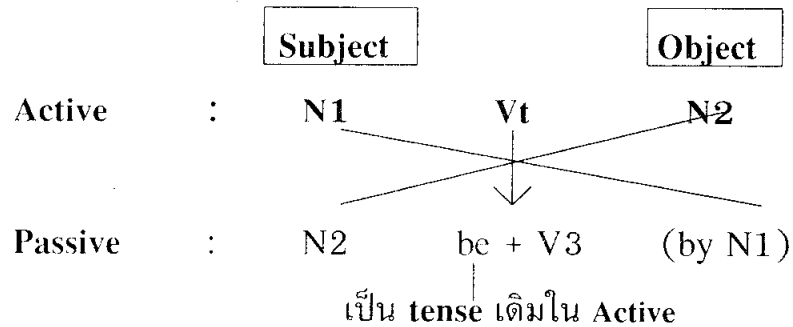 Subject Object
Active : N1 Vt N2
Passive : N2 be + V3 (by N1)
เป็น tense เดิมใน Active